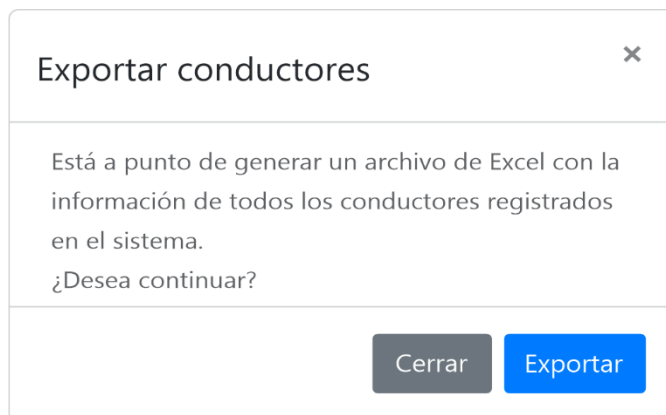 Exportar conductores
×
Está a punto de generar un archivo de Excel con la
información de todos los conductores registrados
en el sistema.
¿Desea continuar?
Cerrar
Exportar